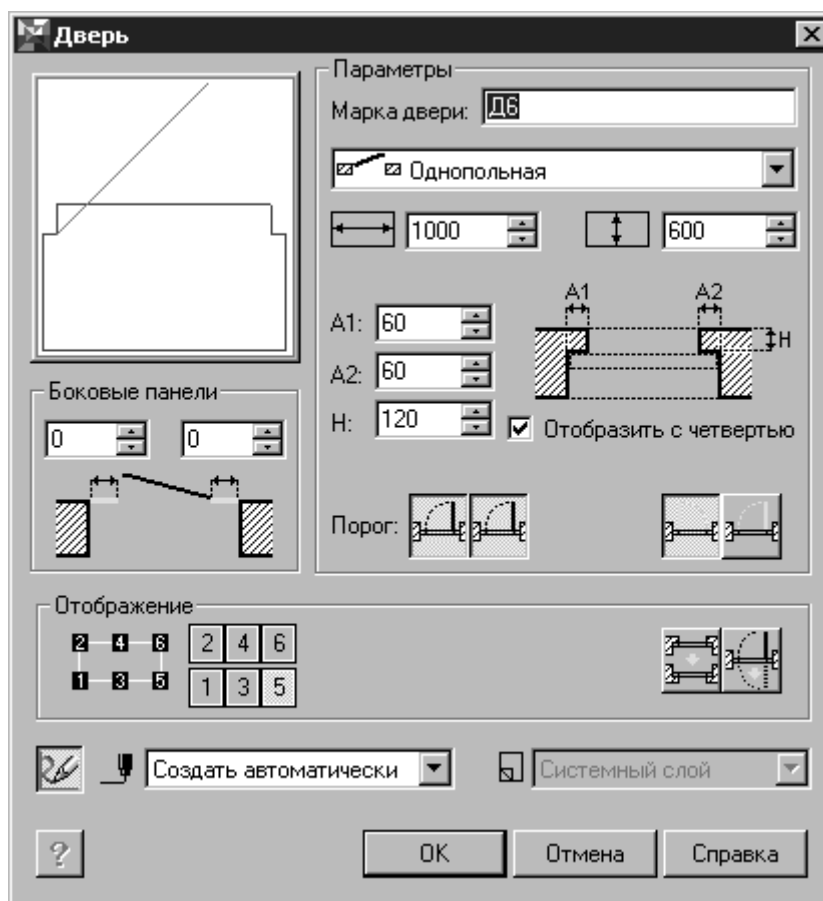 Дверь
Параметры
Марка двери: Д6
Однопольная
1000 600
A1: 60
A1 A2
H
A2: 60
H: 120
Отобразить с четвертью
Боковые панели
0 0
Порог:
Отображение
2 4 6 2 4 6
1 3 5 1 3 5
Создать автоматически Системный слой
? OK Отмена Справка